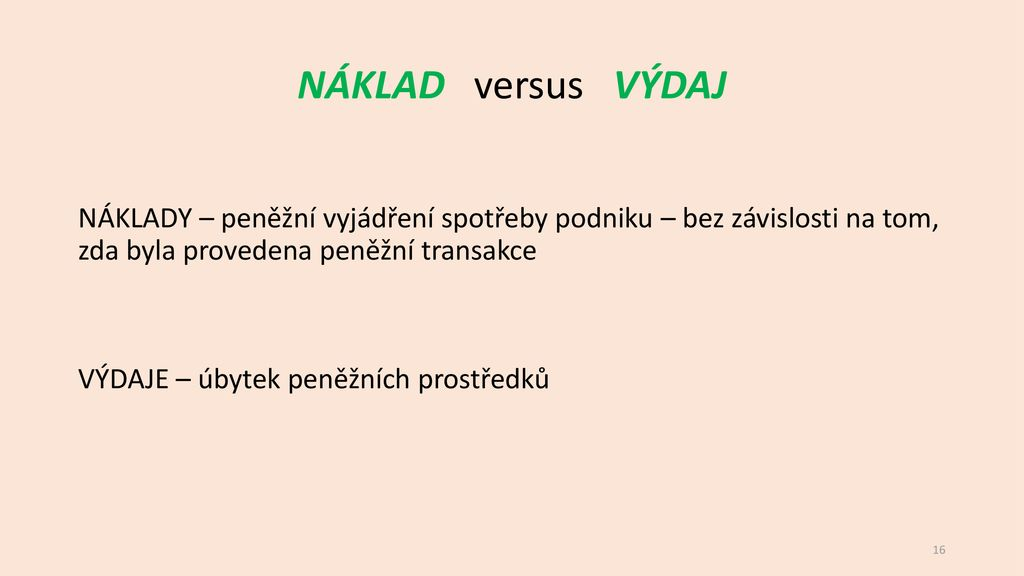 NÁKLAD versus VÝDAJ
NÁKLADY – peněžní vyjádření spotřeby podniku – bez závislosti na tom,
zda byla provedena peněžní transakce
VÝDAJE – úbytek peněžních prostředků
16